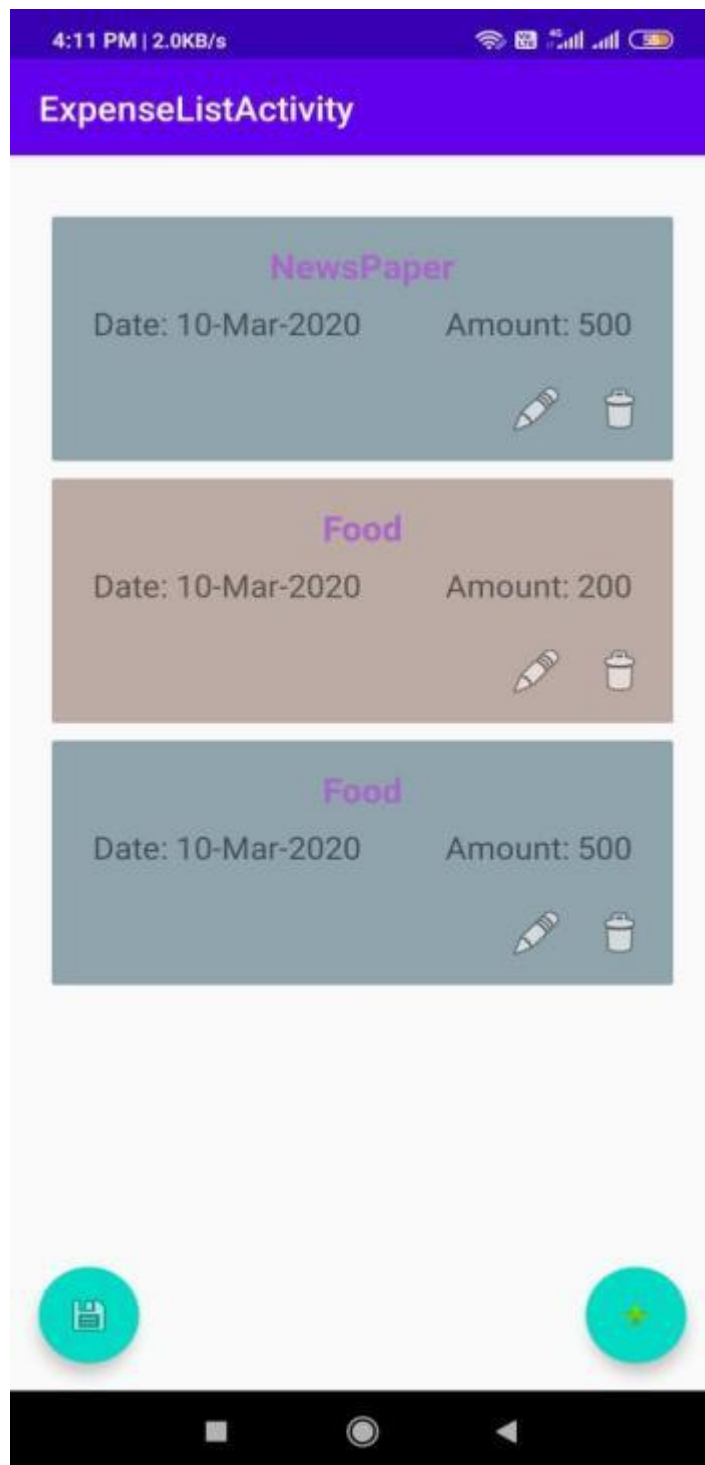 4:11 PM | 2.0KB/s
ExpenseListActivity
NewsPaper
Date: 10-Mar-2020 Amount: 500
Food
Date: 10-Mar-2020 Amount: 200
Food
Date: 10-Mar-2020 Amount: 500